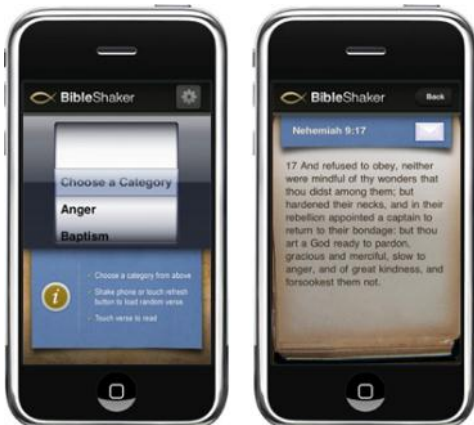 BibleShaker
Choose a Category
Anger
Baptism
- Choose a category from above
- Shake phone or touch refresh
button to load random verse
- Touch verse to read
i
BibleShaker
Back
Nehemiah 9:17
17 And refused to obey, neither
were mindful of thy wonders that
thou didst among them; but
hardened their necks, and in their
rebellion appointed a captain to
return to their bondage: but thou
art a God ready to pardon,
gracious and merciful, slow to
anger, and of great kindness, and
forsookest them not.